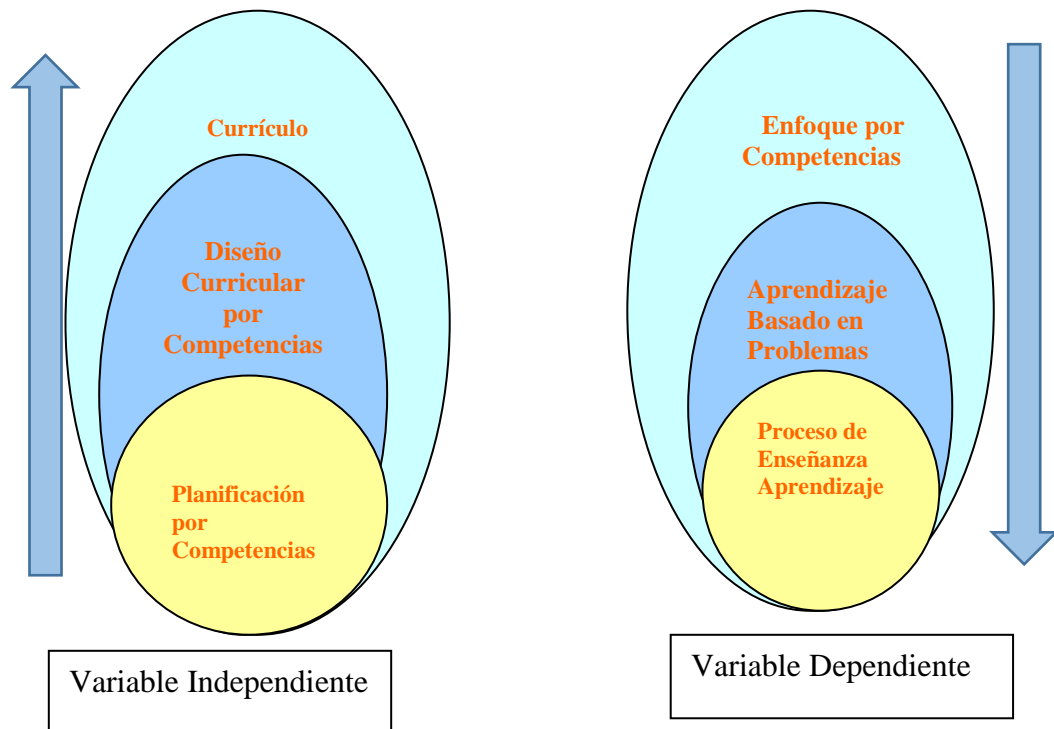 Currículo
Diseño
Curricular
por
Competencias
Planificación
por
Competencias
Variable Independiente
Enfoque por
Competencias
Aprendizaje
Basado en
Problemas
Proceso de
Enseñanza
Aprendizaje
Variable Dependiente